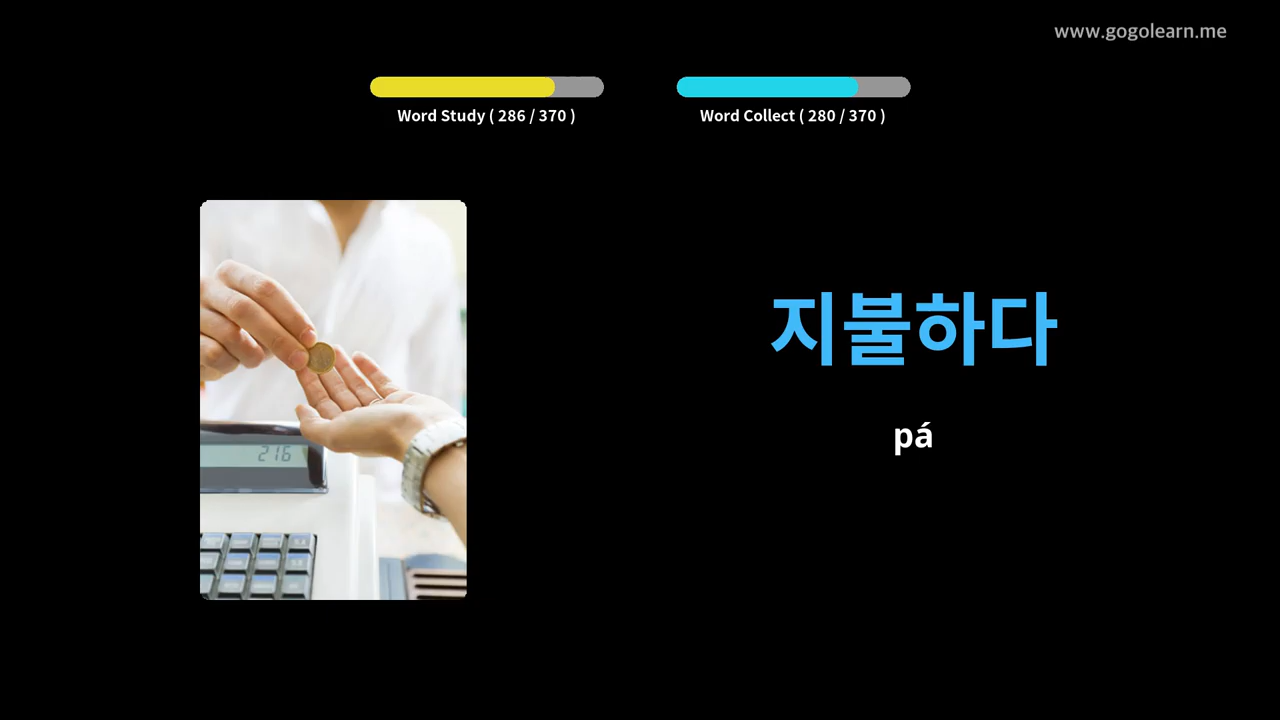 www.gogolearn.me
Word Study ( 286 / 370 )
Word Collect ( 280 / 370 )
지불하다
pá
216